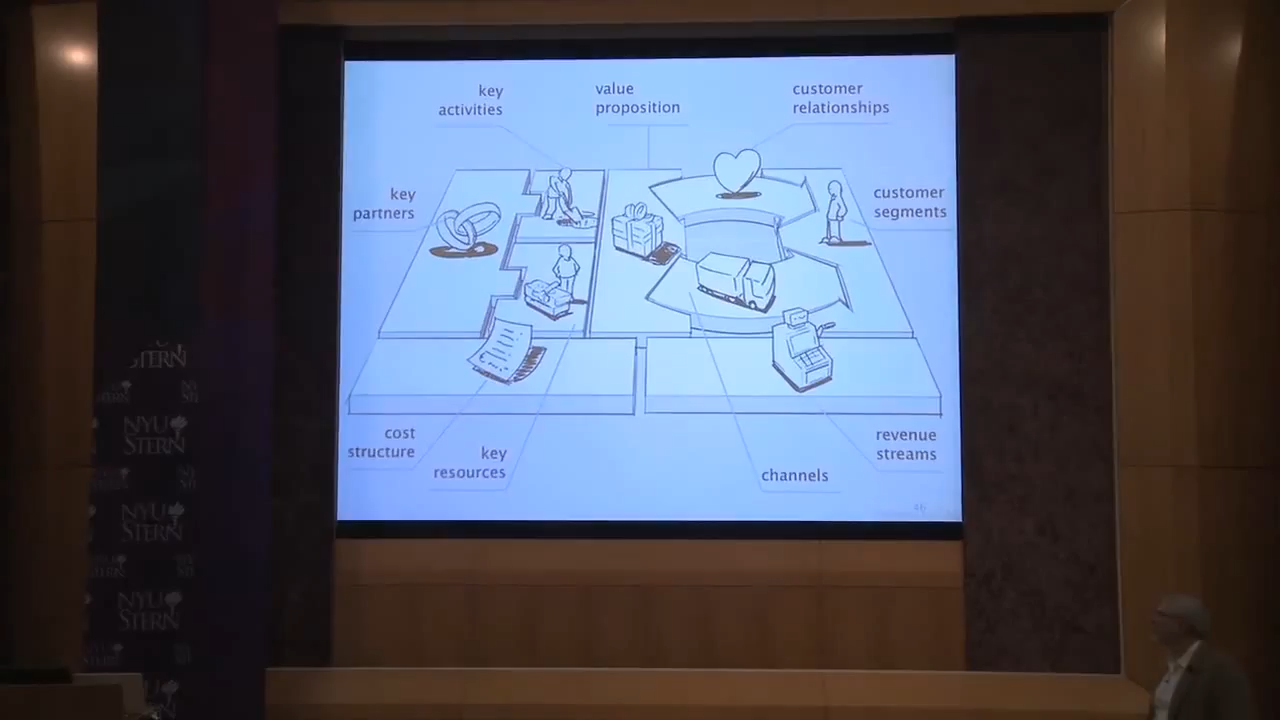 key
activities
value
proposition
customer
relationships
key
partners
customer
segments
cost
structure
key
resources
channels
revenue
streams
STERN
NYU
STERN
NYU
STERN
NYU
STERN